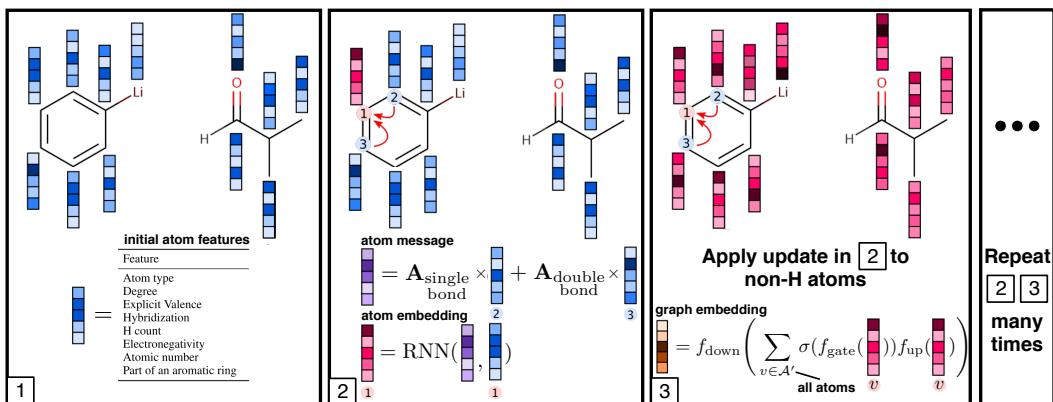 Li
O
H
initial atom features
Feature
Atom type
Degree
Explicit Valence
Hybridization
H count
Electronegativity
Atomic number
Part of an aromatic ring
=
1
Li
O
H
1
2
3
atom message
= A single bond × + A double bond ×
2
3
atom embedding
= RNN( , )
1
1
2
Li
O
H
1
2
3
Apply update in 2 to
non-H atoms
graph embedding
= f_down ( ∑_{v∈𝒜′} σ(f_gate( ))f_up( ) )
all atoms
v
v
3
•••
Repeat
2 3
many
times